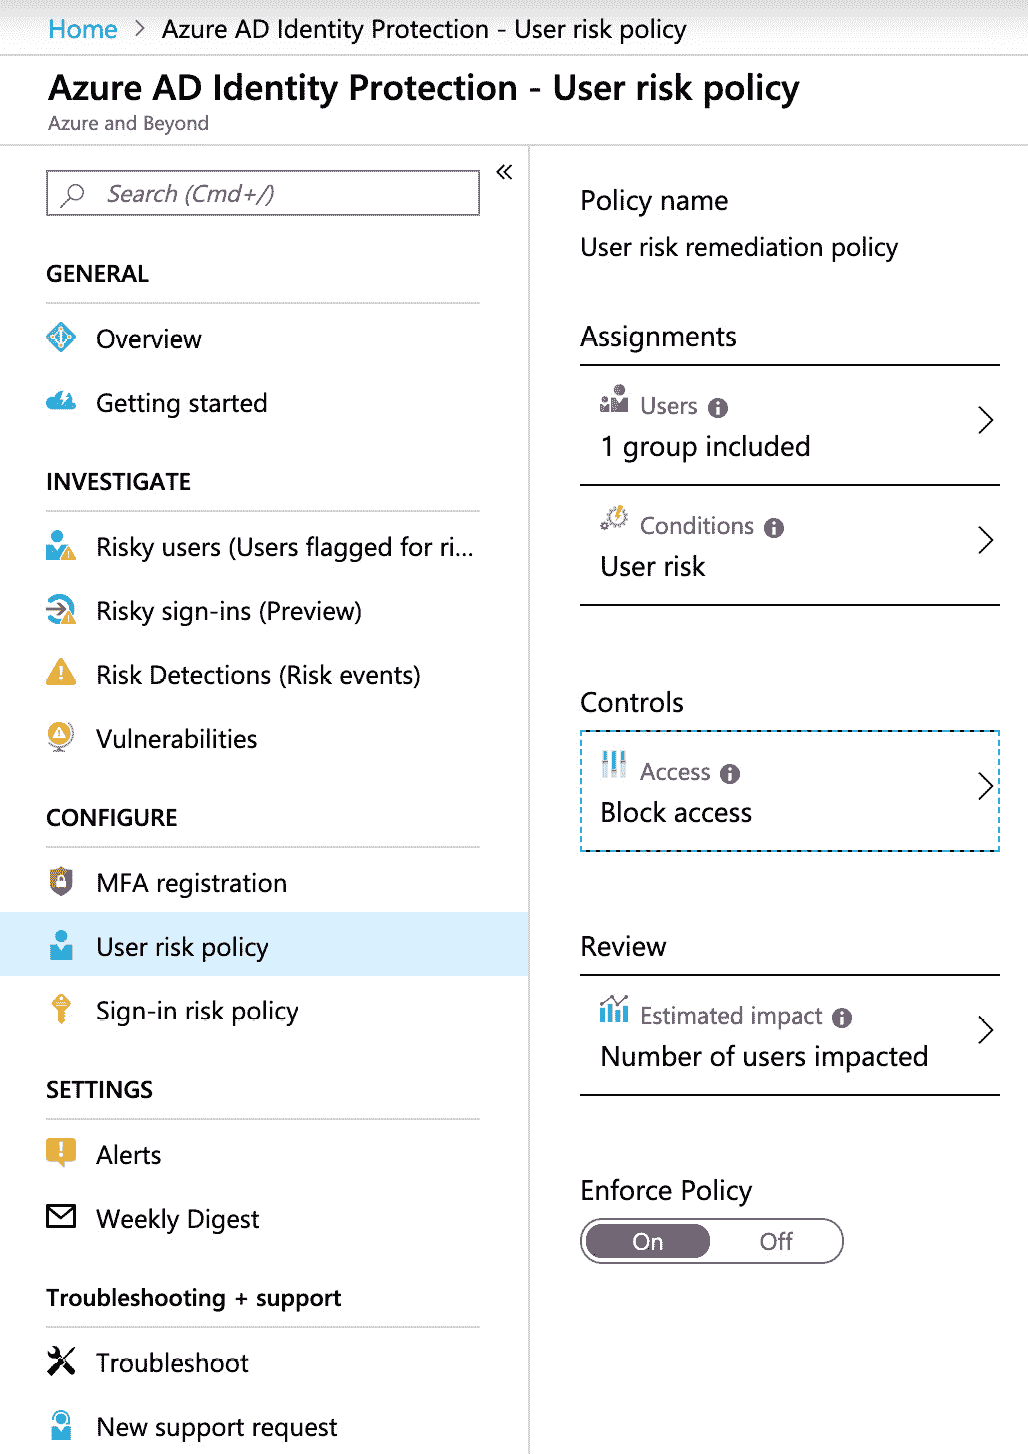 Home > Azure AD Identity Protection - User risk policy
Azure AD Identity Protection - User risk policy
Azure and Beyond
Search (Cmd+/)
«
GENERAL
Overview
Getting started
INVESTIGATE
Risky users (Users flagged for ri...
Risky sign-ins (Preview)
Risk Detections (Risk events)
Vulnerabilities
CONFIGURE
MFA registration
User risk policy
Sign-in risk policy
SETTINGS
Alerts
Weekly Digest
Troubleshooting + support
Troubleshoot
New support request
Policy name
User risk remediation policy
Assignments
Users
1 group included
Conditions
User risk
Controls
Access
Block access
Review
Estimated impact
Number of users impacted
Enforce Policy
On Off